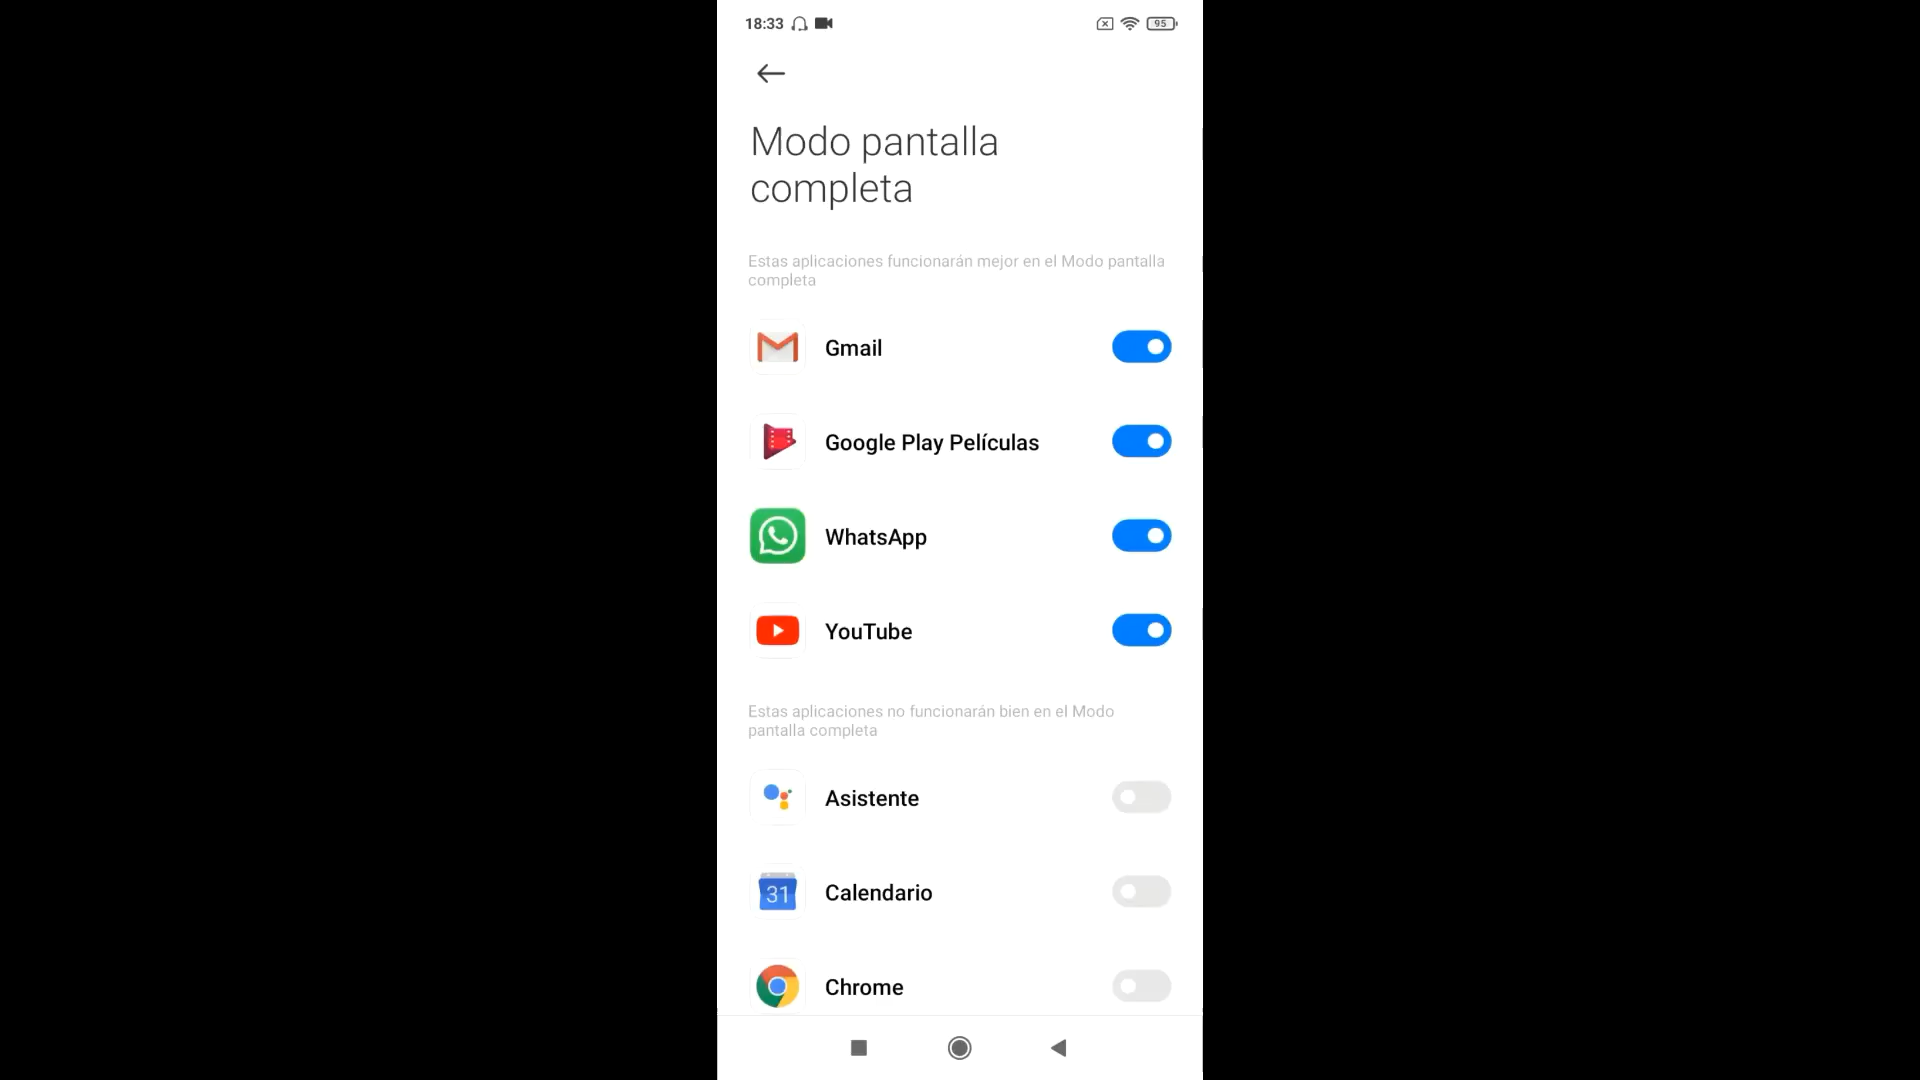 18:33
95
Modo pantalla
completa
Estas aplicaciones funcionarán mejor en el Modo pantalla
completa
Gmail
Google Play Películas
WhatsApp
YouTube
Estas aplicaciones no funcionarán bien en el Modo
pantalla completa
Asistente
31
Calendario
Chrome